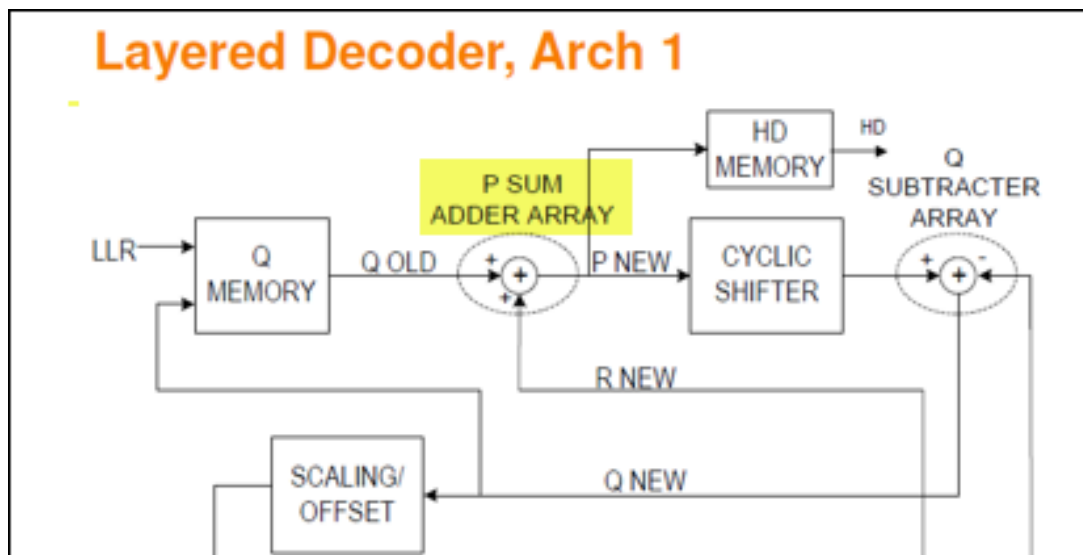 Layered Decoder, Arch 1
HD
MEMORY
HD
Q
SUBTRACTER
ARRAY
P SUM
ADDER ARRAY
LLR
Q
MEMORY
Q OLD
+
+
+
P NEW
CYCLIC
SHIFTER
+
+
-
R NEW
SCALING/
OFFSET
Q NEW